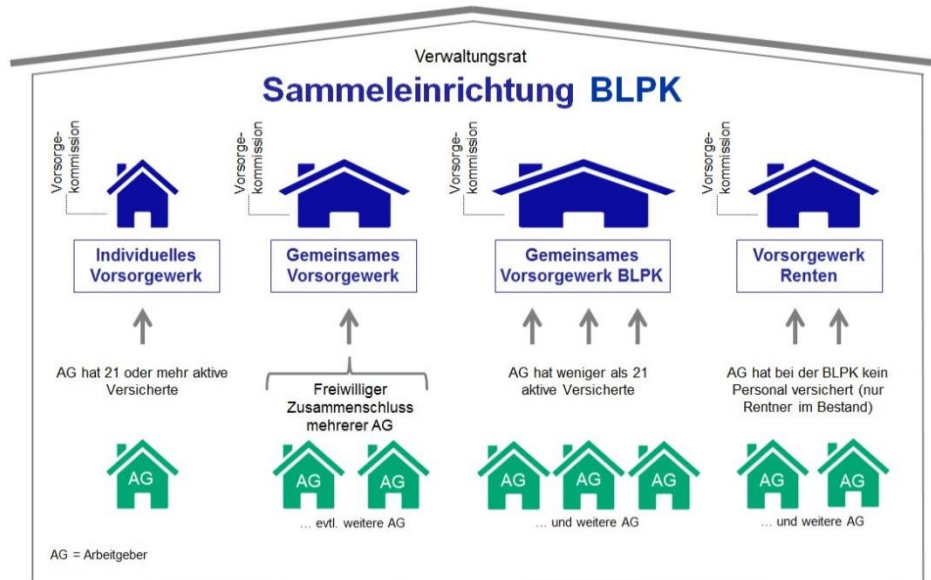 Verwaltungsrat
Sammeleinrichtung BLPK
Vorsorge-
kommission
Vorsorge-
kommission
Vorsorge-
kommission
Vorsorge-
kommission
Individuelles
Vorsorgewerk
Gemeinsames
Vorsorgewerk
Gemeinsames
Vorsorgewerk BLPK
Vorsorgewerk
Renten
AG hat 21 oder mehr aktive
Versicherte
Freiwilliger
Zusammenschluss
mehrerer AG
AG hat weniger als 21
aktive Versicherte
AG hat bei der BLPK kein
Personal versichert (nur
Rentner im Bestand)
AG
AG
AG
AG
AG
AG
AG
AG
... evtl. weitere AG
... und weitere AG
... und weitere AG
AG = Arbeitgeber